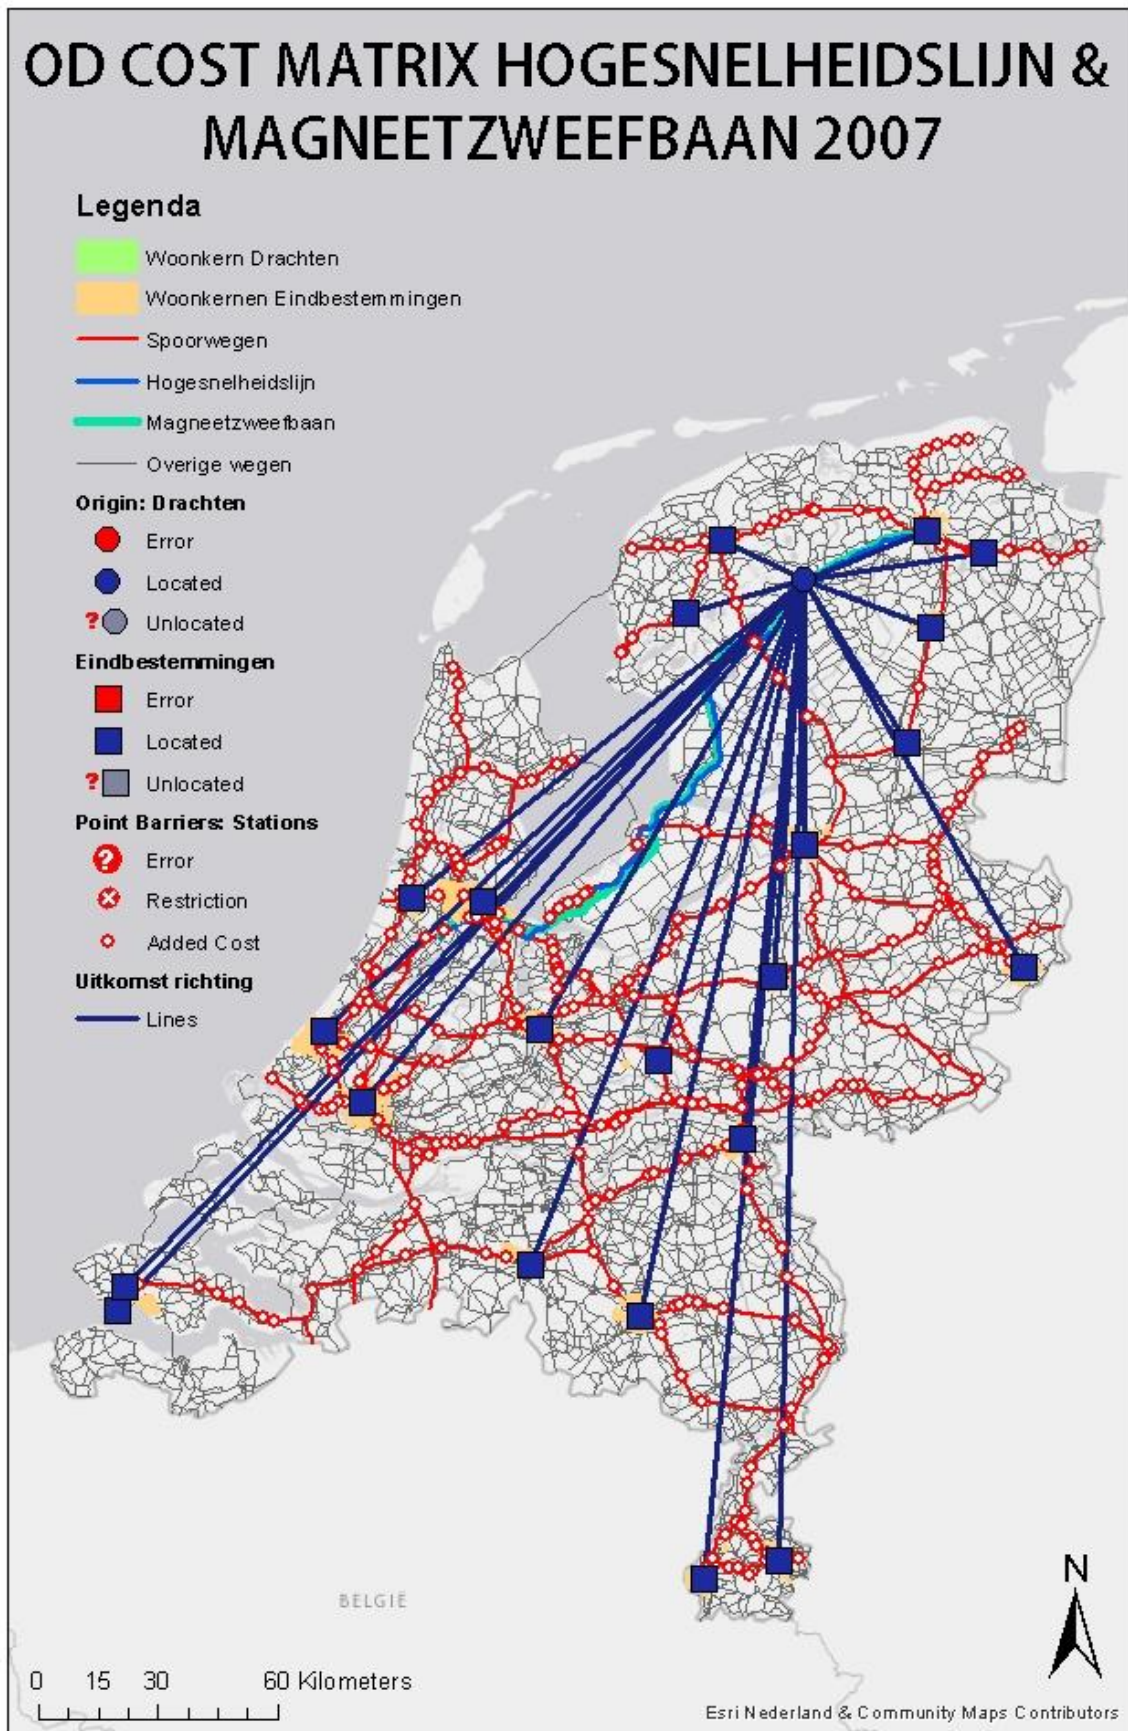 OD COST MATRIX HOGESNELHEIDSLIJN &
MAGNEETZWEEFBAAN 2007
Legenda
Woonkern Drachten
Woonkernen Eindbestemmingen
Spoorwegen
Hogesnelheidslijn
Magneetzweefbaan
Overige wegen
Origin: Drachten
Error
Located
? Unlocated
Eindbestemmingen
Error
Located
? Unlocated
Point Barriers: Stations
? Error
Restriction
Added Cost
Uitkomst richting
Lines
N
BELGIË
0 15 30 60 Kilometers
Esri Nederland & Community Maps Contributors